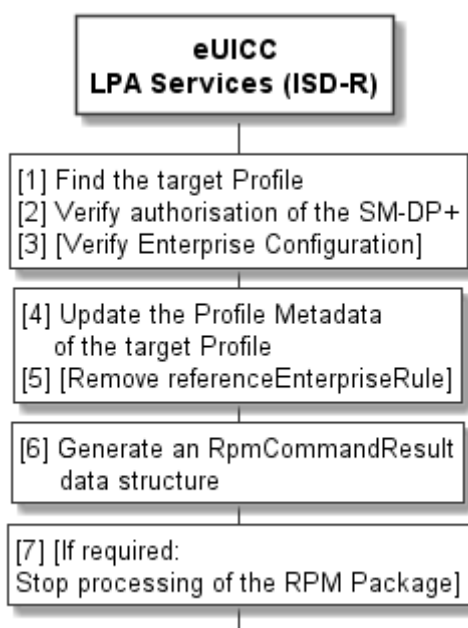 eUICC
LPA Services (ISD-R)
[1] Find the target Profile
[2] Verify authorisation of the SM-DP+
[3] [Verify Enterprise Configuration]
[4] Update the Profile Metadata
of the target Profile
[5] [Remove referenceEnterpriseRule]
[6] Generate an RpmCommandResult
data structure
[7] [If required:
Stop processing of the RPM Package]